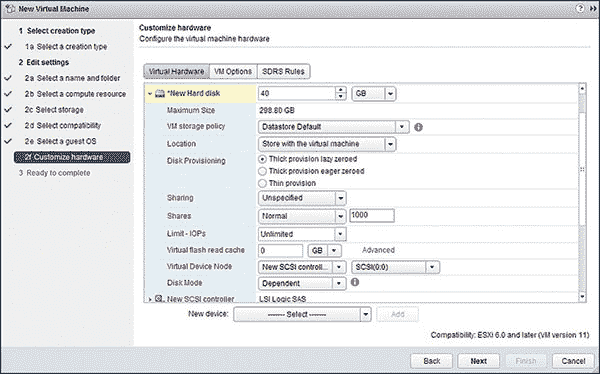 New Virtual Machine
1 Select creation type
1a Select a creation type
2 Edit settings
2a Select a name and folder
2b Select a compute resource
2c Select storage
2d Select compatibility
2e Select a guest OS
2f Customize hardware
3 Ready to complete
Customize hardware
Configure the virtual machine hardware
Virtual Hardware VM Options SDRS Rules
*New Hard disk 40 GB
Maximum Size 298.80 GB
VM storage policy Datastore Default
Location Store with the virtual machine
Disk Provisioning Thick provision lazy zeroed
Thick provision eager zeroed
Thin provision
Sharing Unspecified
Shares Normal 1000
Limit - IOPs Unlimited
Virtual flash read cache 0 GB Advanced
Virtual Device Node New SCSI controll... SCSI(0:0)
Disk Mode Dependent
New SCSI controller LSI Logic SAS
New device: ------- Select ------- Add
Compatibility: ESXi 6.0 and later (VM version 11)
Back Next Finish Cancel